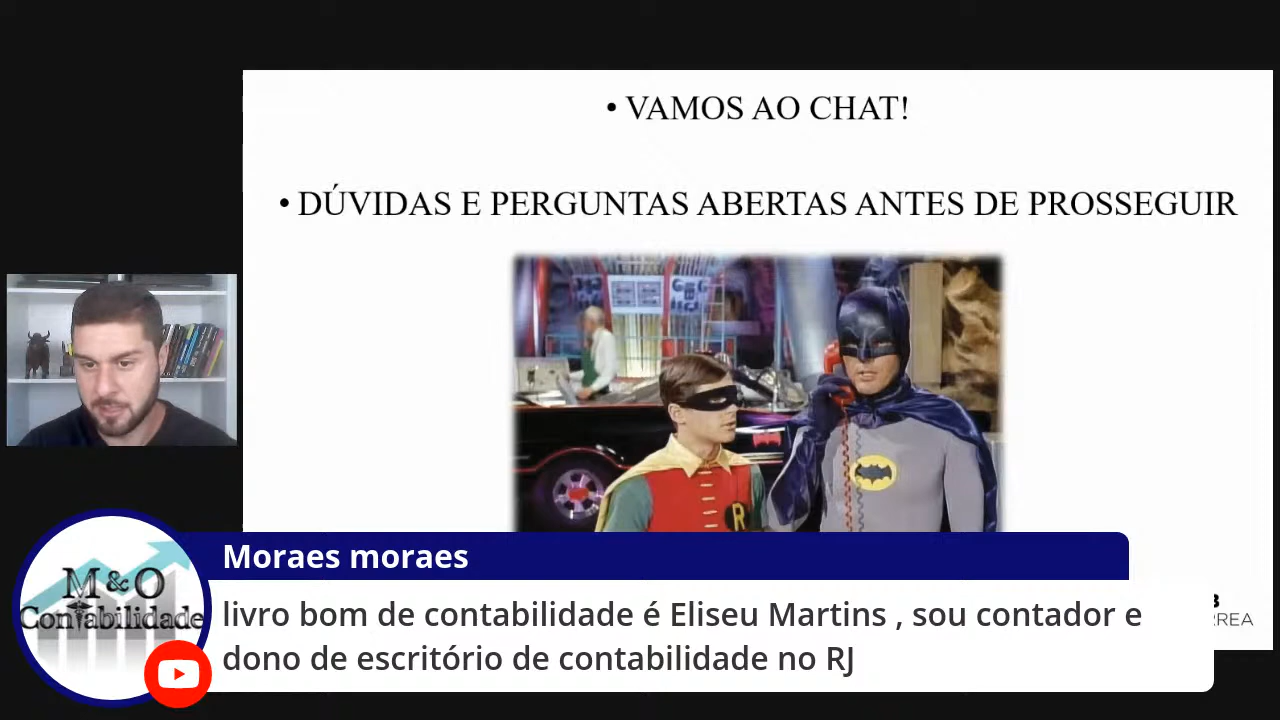 • VAMOS AO CHAT!
• DÚVIDAS E PERGUNTAS ABERTAS ANTES DE PROSSEGUIR
R
M & O
Contabilidade
Moraes moraes
livro bom de contabilidade é Eliseu Martins , sou contador e
dono de escritório de contabilidade no RJ